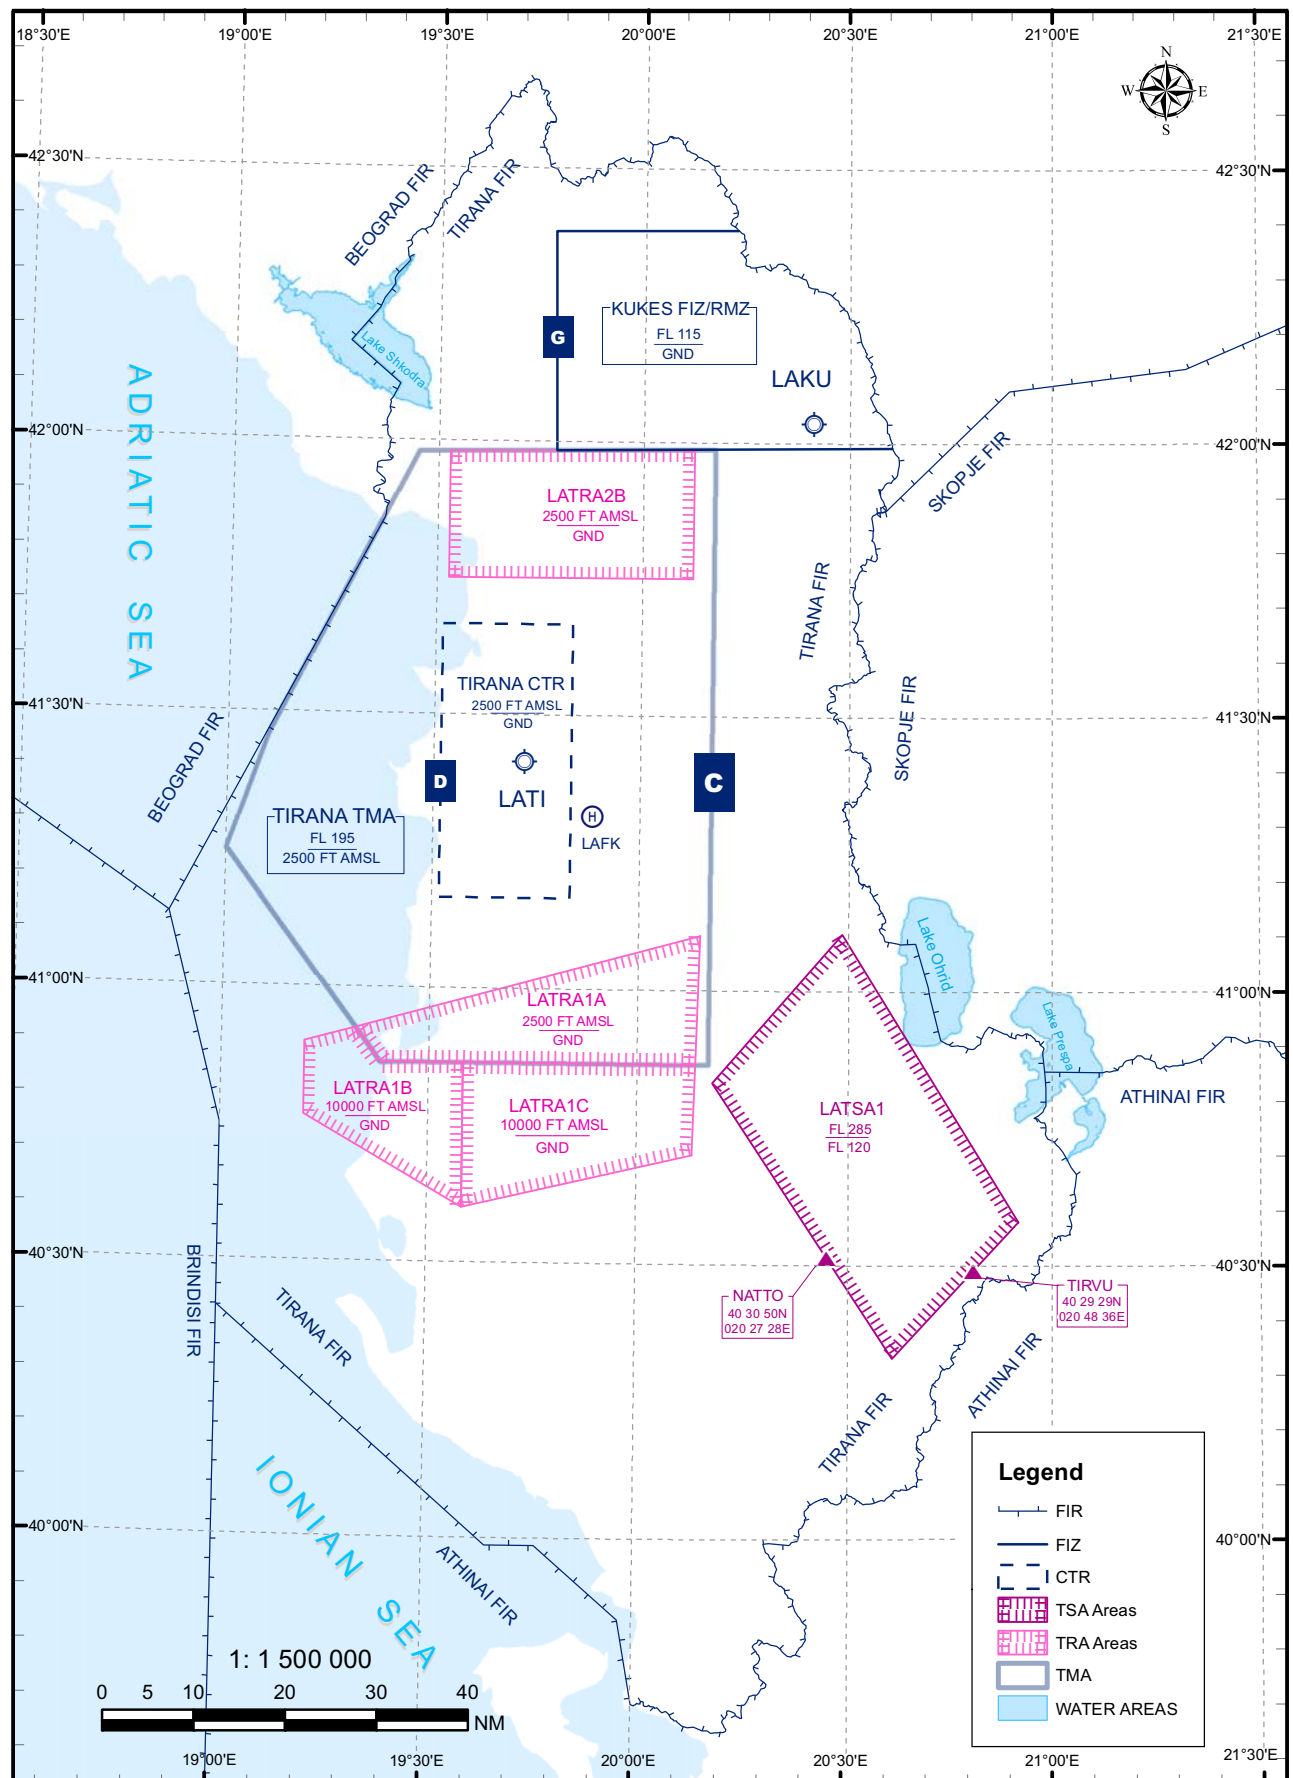 18°30'E
19°00'E
19°30'E
20°00'E
20°30'E
21°00'E
21°30'E
N
W
E
S
42°30'N
42°30'N
BEOGRAD FIR
TIRANA FIR
KUKES FIZ/RMZ
FL 115
GND
G
Lake Shkodra
LAKU
ADRIATIC SEA
42°00'N
42°00'N
SKOPJE FIR
LATRA2B
2500 FT AMSL
GND
TIRANA FIR
TIRANA CTR
2500 FT AMSL
GND
SKOPJE FIR
41°30'N
41°30'N
BEOGRAD FIR
D
C
LATI
TIRANA TMA
FL 195
2500 FT AMSL
H
LAFK
Lake Ohrid
41°00'N
41°00'N
LATRA1A
2500 FT AMSL
GND
Lake Prespa
LATRA1B
10000 FT AMSL
GND
LATRA1C
10000 FT AMSL
GND
LATSA1
FL 285
FL 120
ATHINAI FIR
40°30'N
40°30'N
BRINDISI FIR
TIRANA FIR
NATTO
40 30 50N
020 27 28E
TIRVU
40 29 29N
020 48 36E
ATHINAI FIR
TIRANA FIR
IONIAN SEA
40°00'N
40°00'N
ATHINAI FIR
Legend
FIR
FIZ
CTR
TSA Areas
TRA Areas
TMA
WATER AREAS
1: 1 500 000
0 5 10 20 30 40
NM
19°00'E
19°30'E
20°00'E
20°30'E
21°00'E
21°30'E